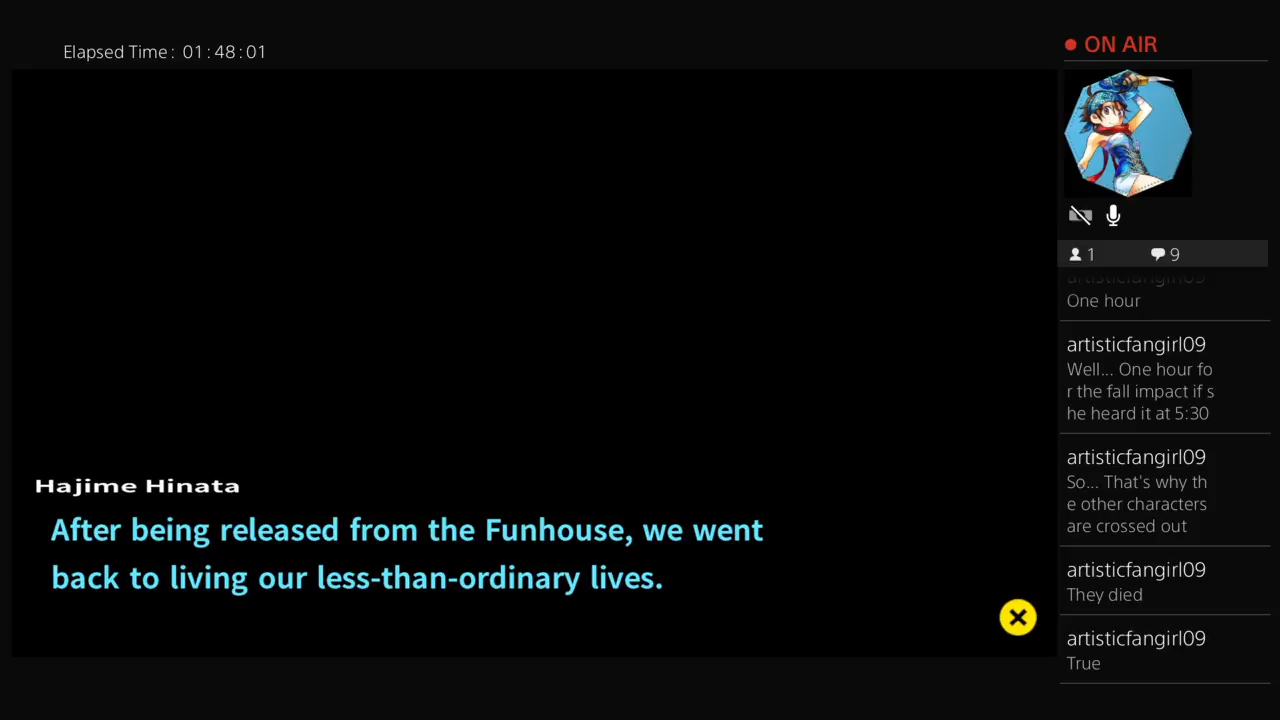 Elapsed Time: 01:48:01
ON AIR
1
9
artisticfangirl09
One hour
artisticfangirl09
Well... One hour fo
r the fall impact if s
he heard it at 5:30
artisticfangirl09
So... That's why th
e other characters
are crossed out
artisticfangirl09
They died
artisticfangirl09
True
Hajime Hinata
After being released from the Funhouse, we went
back to living our less-than-ordinary lives.